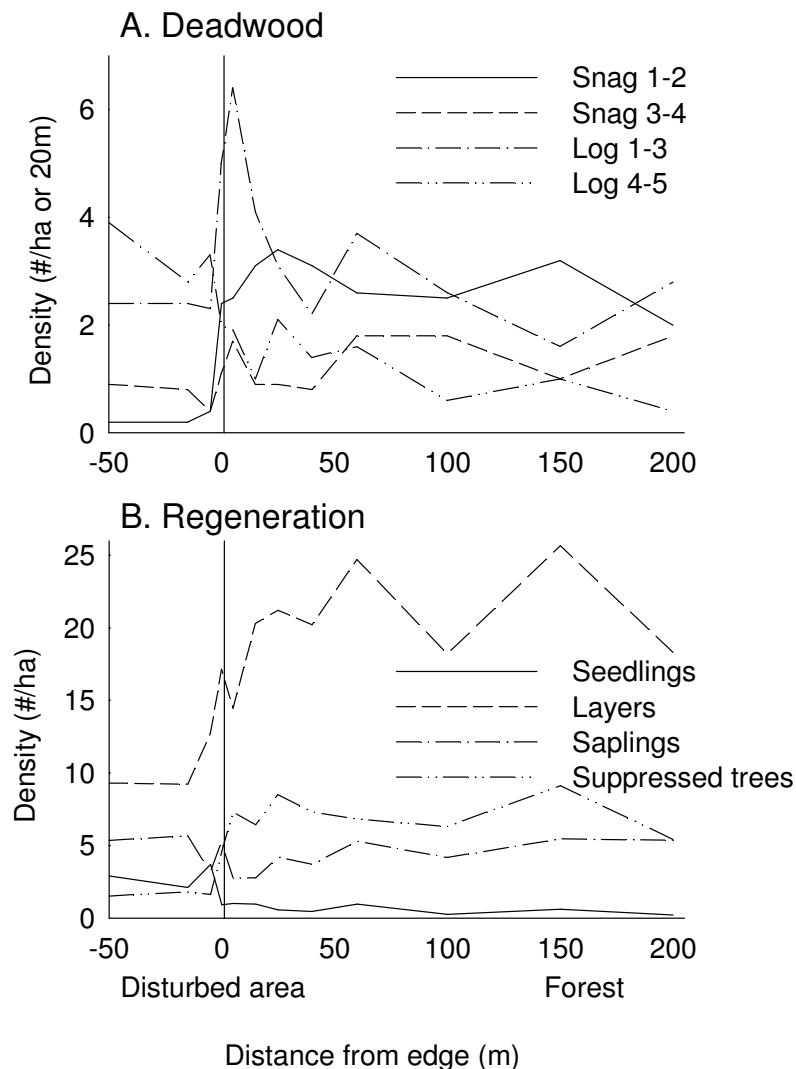 A. Deadwood
Snag 1-2
Snag 3-4
Log 1-3
Log 4-5
Density (#/ha or 20m)
6
4
2
0
-50 0 50 100 150 200
B. Regeneration
Seedlings
Layers
Saplings
Suppressed trees
Density (#/ha)
25
20
15
10
5
0
-50 0 50 100 150 200
Disturbed area Forest
Distance from edge (m)